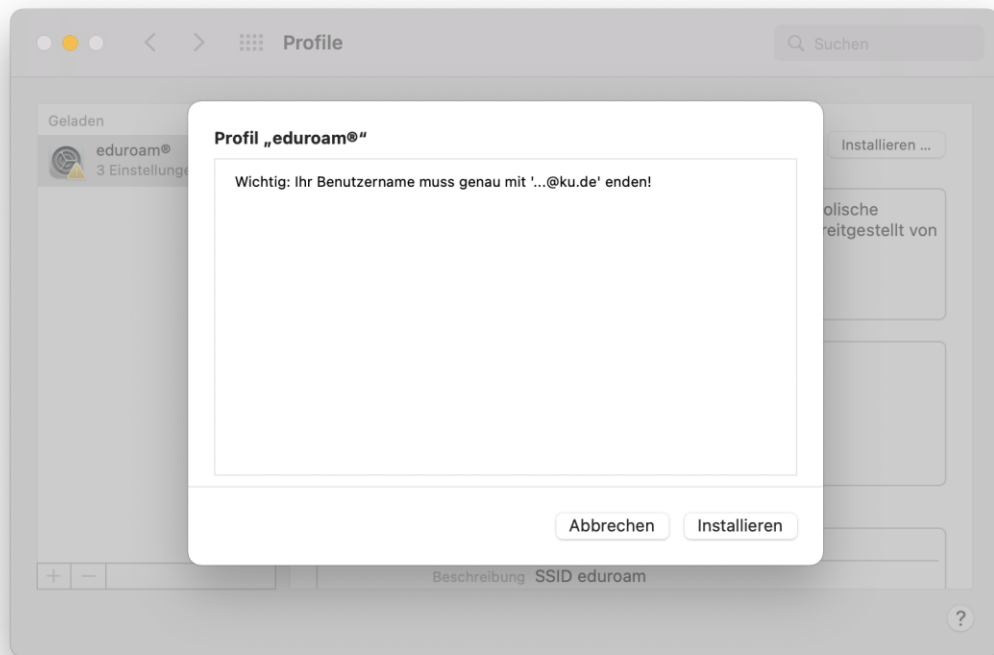 Profile
Suchen
Geladen
eduroam®
3 Einstellunge
Installieren ...
olische
reitgestellt von
Profil „eduroam®“
Wichtig: Ihr Benutzername muss genau mit '...@ku.de' enden!
Abbrechen
Installieren
Beschreibung SSID eduroam